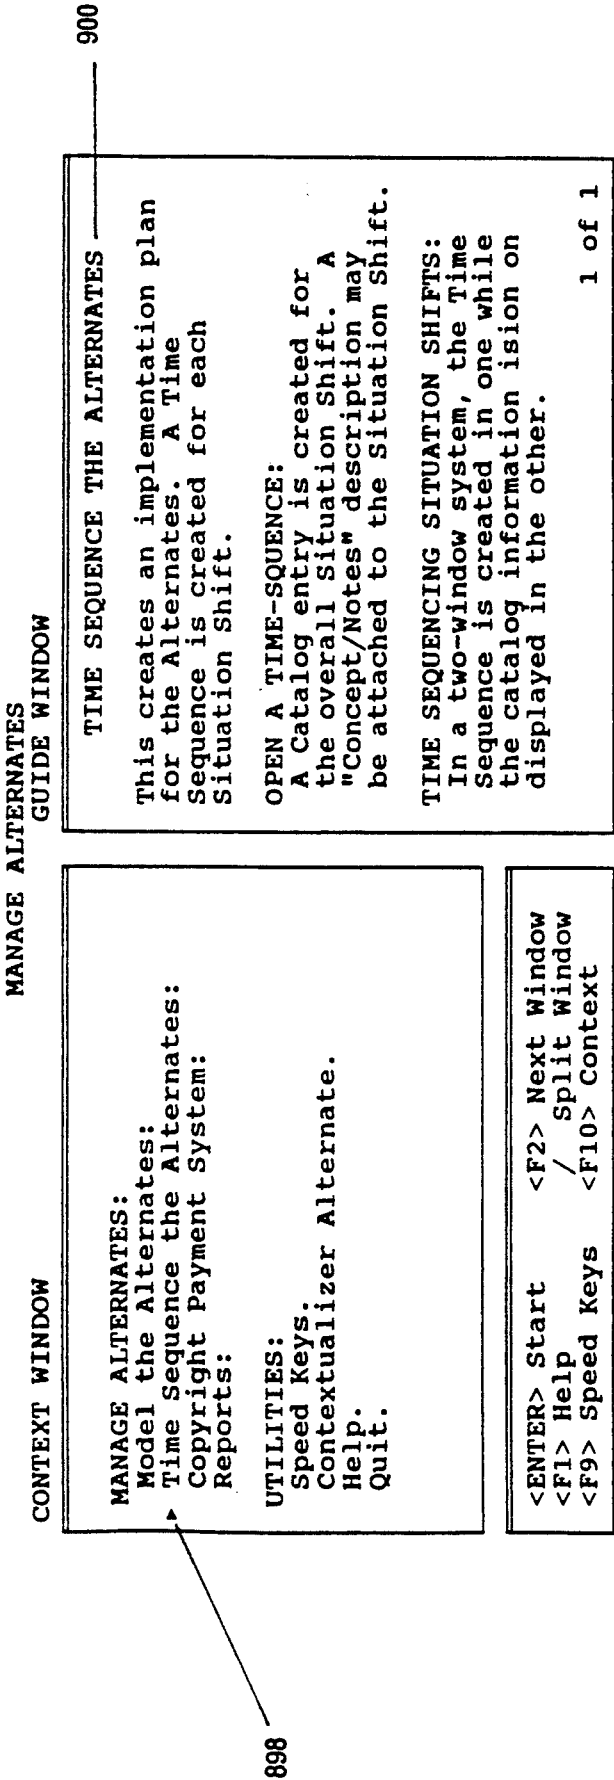 MANAGE ALTERNATES
CONTEXT WINDOW
MANAGE ALTERNATES:
Model the Alternates:
▶ Time Sequence the Alternates:
Copyright Payment System:
Reports:
UTILITIES:
Speed Keys.
Contextualizer Alternate.
Help.
Quit.
898
<ENTER> Start <F2> Next Window
<F1> Help / Split Window
<F9> Speed Keys <F10> Context
GUIDE WINDOW
TIME SEQUENCE THE ALTERNATES
900
This creates an implementation plan
for the Alternates. A Time
Sequence is created for each
Situation Shift.
OPEN A TIME-SQUENCE:
A Catalog entry is created for
the overall Situation Shift. A
"Concept/Notes" description may
be attached to the Situation Shift.
TIME SEQUENCING SITUATION SHIFTS:
In a two-window system, the Time
Sequence is created in one while
the catalog information ision on
displayed in the other.
1 of 1